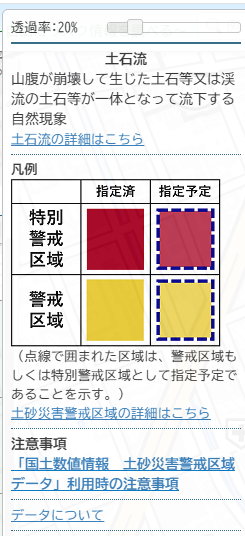 透過率:20%
土石流
山腹が崩壊して生じた土石等又は渓
流の土石等が一体となって流下する
自然現象
土石流の詳細はこちら
凡例
指定済 指定予定
特別
警戒
区域
警戒
区域
（点線で囲まれた区域は、警戒区域も
しくは特別警戒区域として指定予定で
あることを示す。）
土砂災害警戒区域の詳細はこちら
注意事項
「国土数値情報　土砂災害警戒区域
データ」利用時の注意事項
データについて